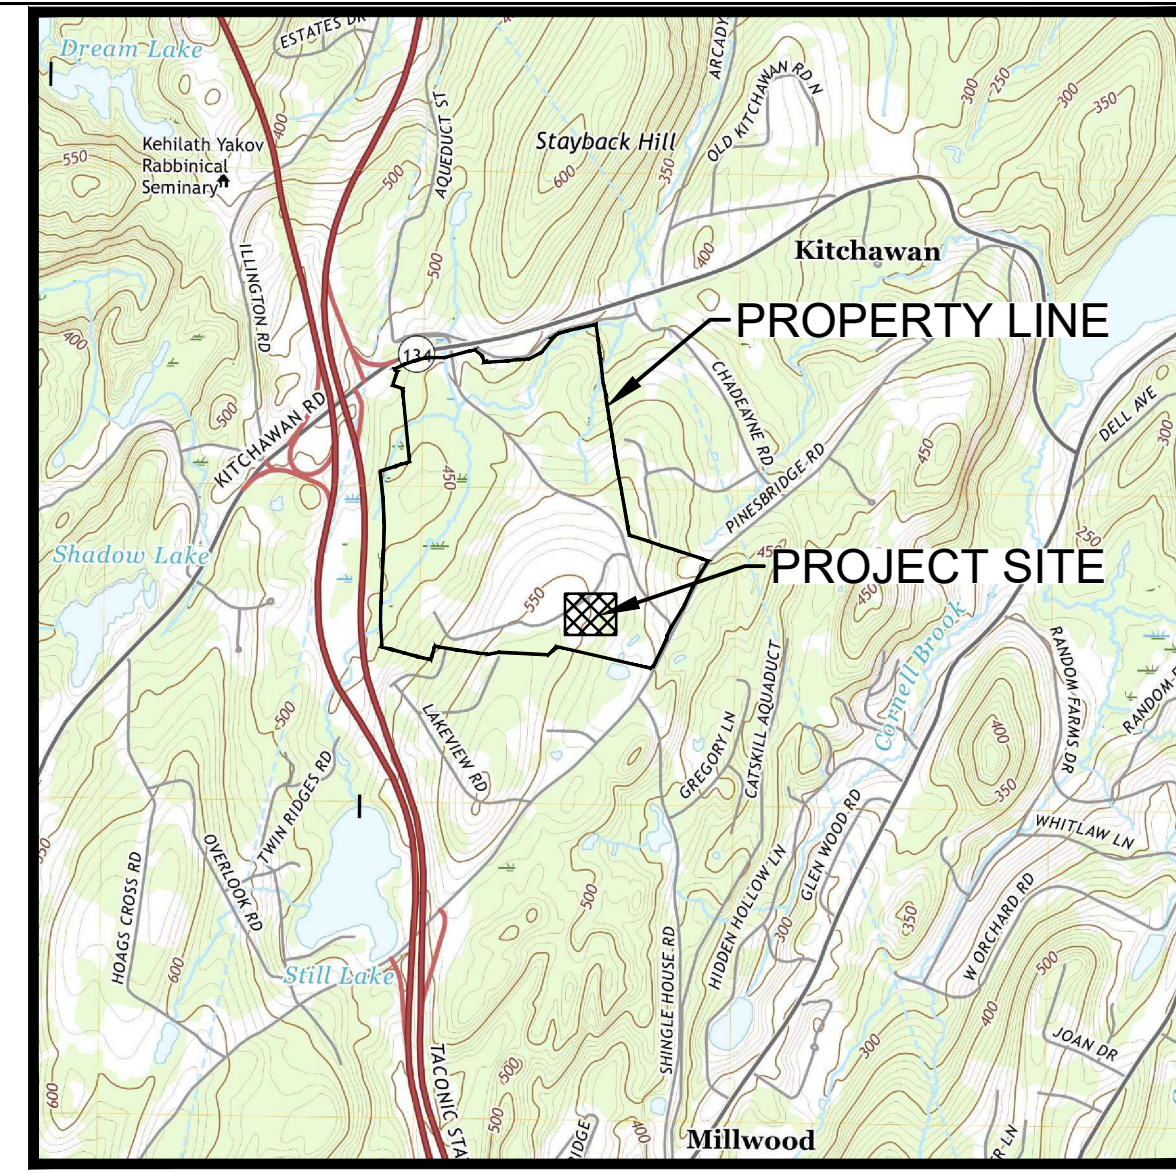 Dream Lake
ESTATES DR
ARCADY
Kehilath Yakov
Rabbinical
Seminary
AQUEDUCT ST
Stayback Hill
OLD KITCHAWAN RD N
400
500
550
600
350
300
250
300
350
Kitchawan
400
500
ILLINGTON RD
400
PROPERTY LINE
134
KITCHAWAN RD
500
CHADEAYNE RD
DELL AVE
300
450
450
PINESBRIDGE RD
Shadow Lake
250
450
PROJECT SITE
550
450
Cornell Brook
RANDOM FARMS DR
500
LAKEVIEW RD
GREGORY LN
CATSKILL AQUADUCT
400
350
TWIN RIDGES RD
HOAGS CROSS RD
OVERLOOK RD
GLEN WOOD RD
WHITLAW LN
HIDDEN HOLLOW LN
500
300
350
W ORCHARD RD
600
Still Lake
SHINGLE HOUSE RD
500
400
300
JOAN DR
600
TACONIC STA
500
500
400
Millwood